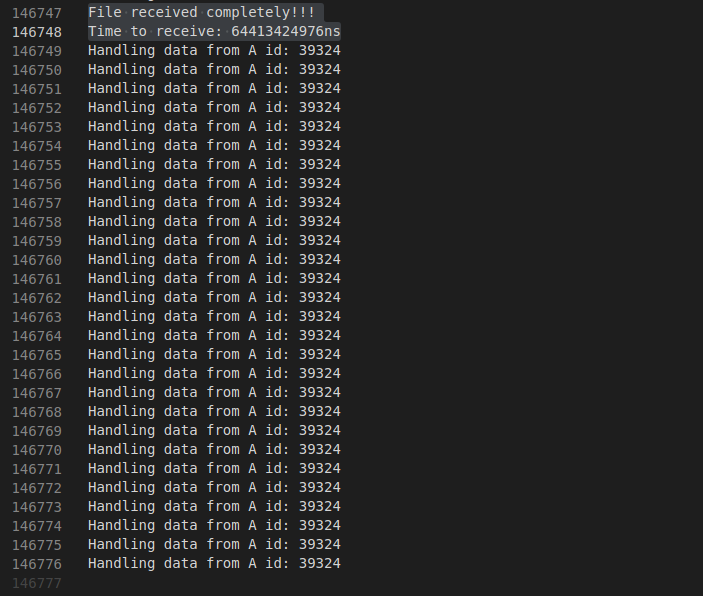 146747 File received completely!!!
146748 Time to receive: 64413424976ns
146749 Handling data from A id: 39324
146750 Handling data from A id: 39324
146751 Handling data from A id: 39324
146752 Handling data from A id: 39324
146753 Handling data from A id: 39324
146754 Handling data from A id: 39324
146755 Handling data from A id: 39324
146756 Handling data from A id: 39324
146757 Handling data from A id: 39324
146758 Handling data from A id: 39324
146759 Handling data from A id: 39324
146760 Handling data from A id: 39324
146761 Handling data from A id: 39324
146762 Handling data from A id: 39324
146763 Handling data from A id: 39324
146764 Handling data from A id: 39324
146765 Handling data from A id: 39324
146766 Handling data from A id: 39324
146767 Handling data from A id: 39324
146768 Handling data from A id: 39324
146769 Handling data from A id: 39324
146770 Handling data from A id: 39324
146771 Handling data from A id: 39324
146772 Handling data from A id: 39324
146773 Handling data from A id: 39324
146774 Handling data from A id: 39324
146775 Handling data from A id: 39324
146776 Handling data from A id: 39324
146777